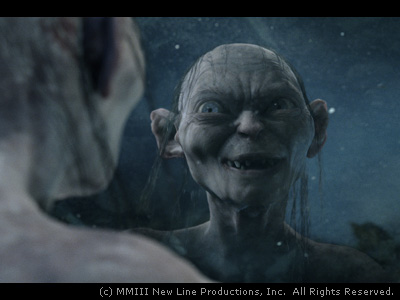 (c) MMIII New Line Productions, Inc.  All Rights Reserved.